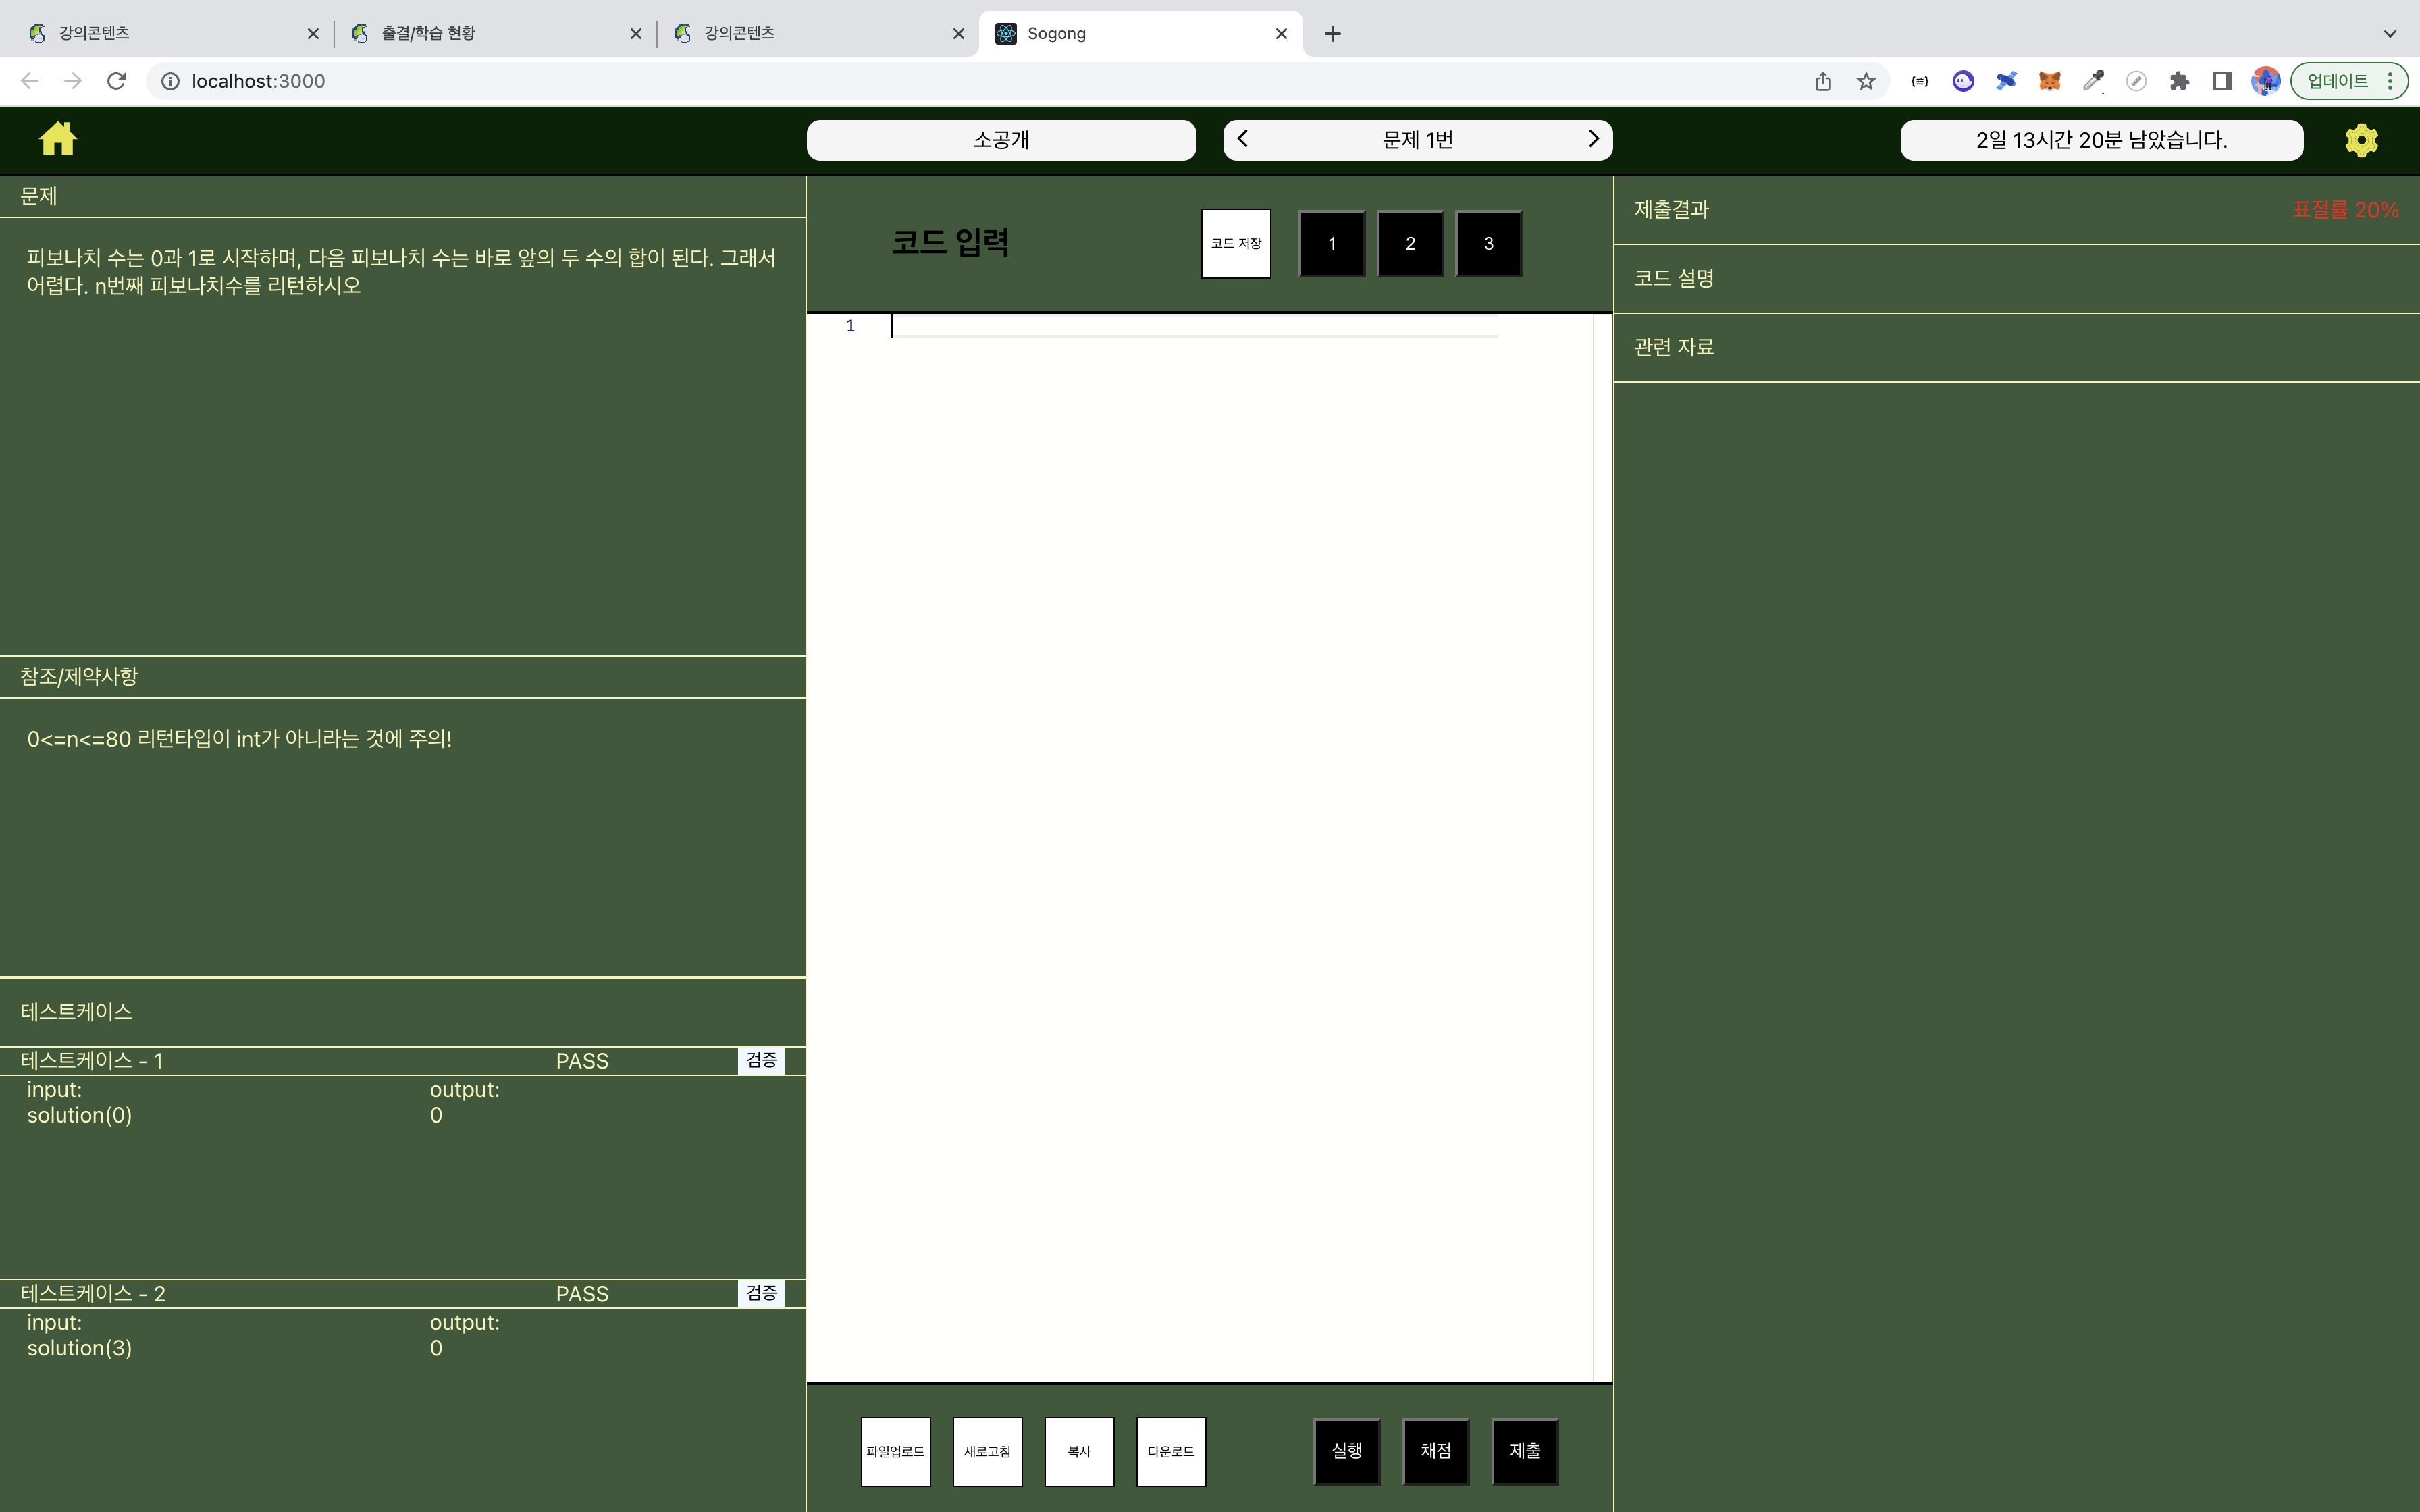 강의콘텐츠
출결/학습 현황
강의콘텐츠
Sogong
localhost:3000
업데이트
소공개
문제 1번
2일 13시간 20분 남았습니다.
문제
피보나치 수는 0과 1로 시작하며, 다음 피보나치 수는 바로 앞의 두 수의 합이 된다. 그래서
어렵다. n번째 피보나치수를 리턴하시오
참조/제약사항
0<=n<=80 리턴타입이 int가 아니라는 것에 주의!
테스트케이스
테스트케이스 - 1 PASS 검증
input: output:
solution(0) 0
테스트케이스 - 2 PASS 검증
input: output:
solution(3) 0
코드 입력
코드 저장
1
2
3
1
파일업로드
새로고침
복사
다운로드
실행
채점
제출
제출결과
표절률 20%
코드 설명
관련 자료